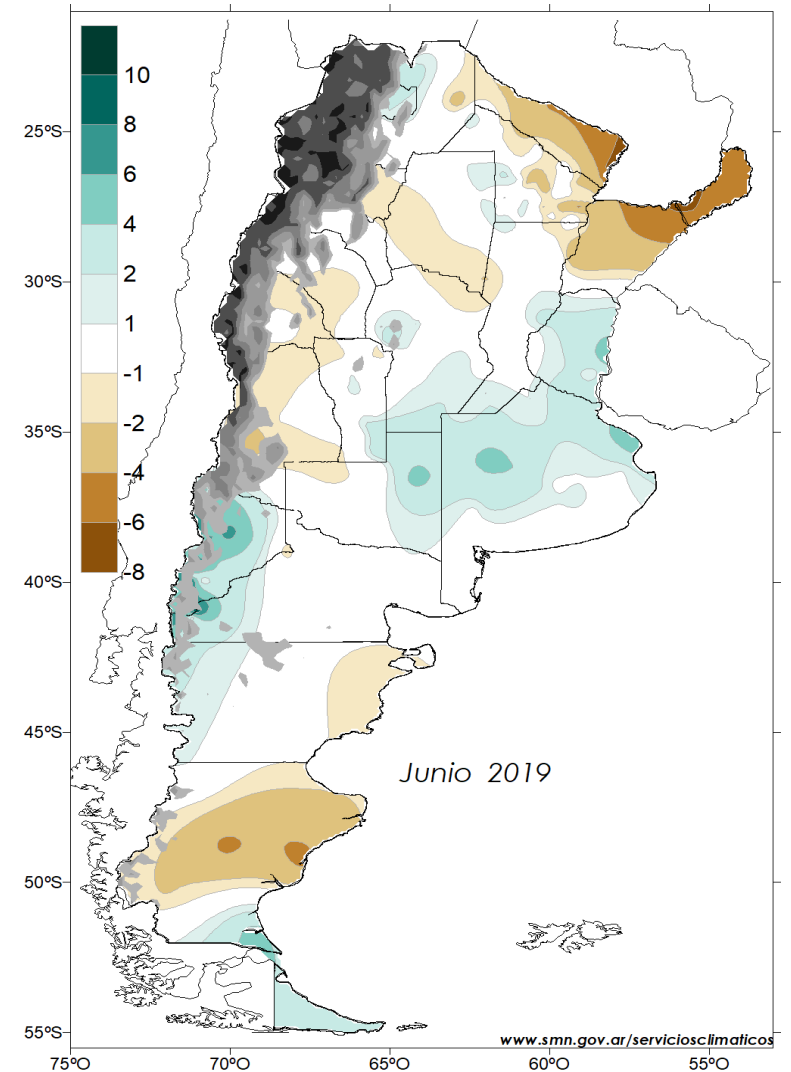 10
8
6
4
2
1
-1
-2
-4
-6
-8
25ºS
30ºS
35ºS
40ºS
45ºS
50ºS
55ºS
Junio 2019
www.smn.gov.ar/serviciosclimaticos
75ºO
70ºO
65ºO
60ºO
55ºO